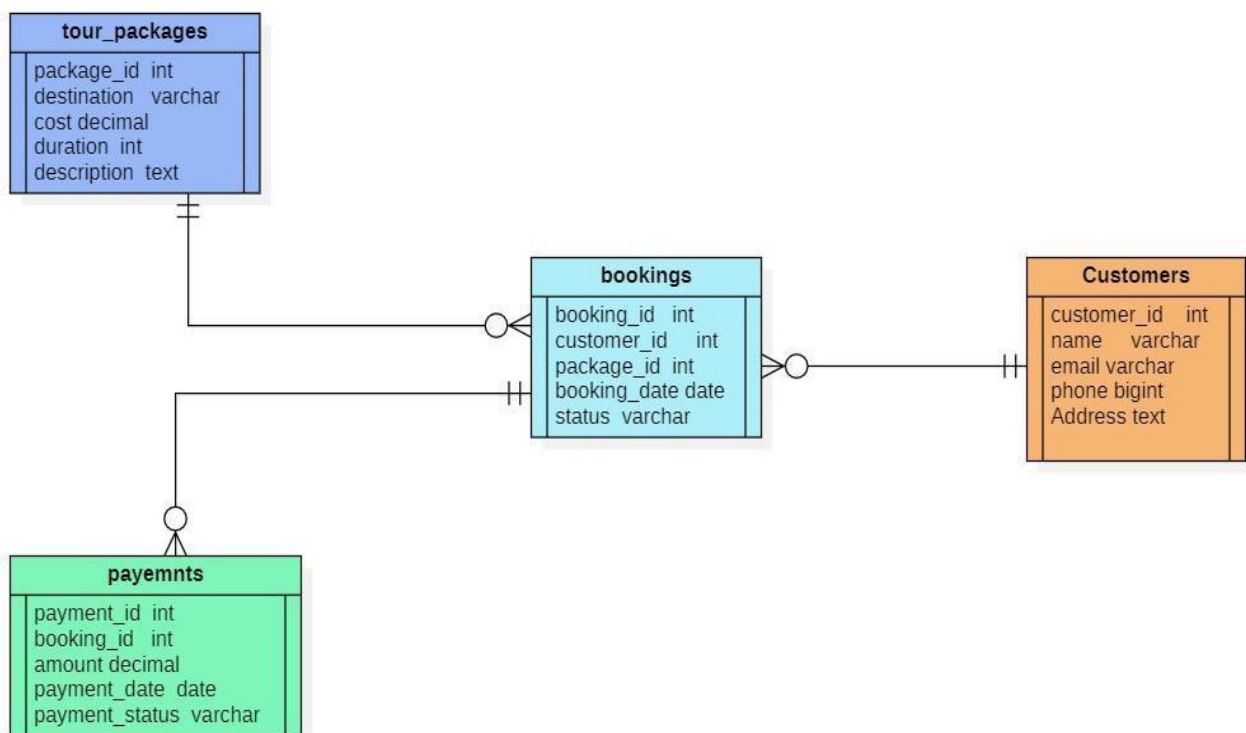 tour_packages
package_id int
destination varchar
cost decimal
duration int
description text
bookings
booking_id int
customer_id int
package_id int
booking_date date
status varchar
Customers
customer_id int
name varchar
email varchar
phone bigint
Address text
payemnts
payment_id int
booking_id int
amount decimal
payment_date date
payment_status varchar